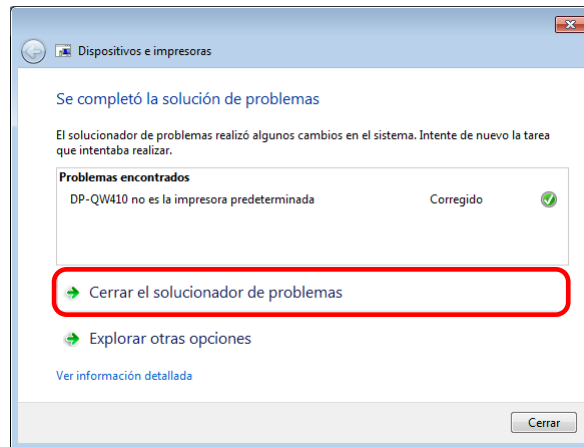 Dispositivos e impresoras
Se completó la solución de problemas
El solucionador de problemas realizó algunos cambios en el sistema. Intente de nuevo la tarea
que intentaba realizar.
Problemas encontrados
DP-QW410 no es la impresora predeterminada Corregido
Cerrar el solucionador de problemas
Explorar otras opciones
Ver información detallada
Cerrar